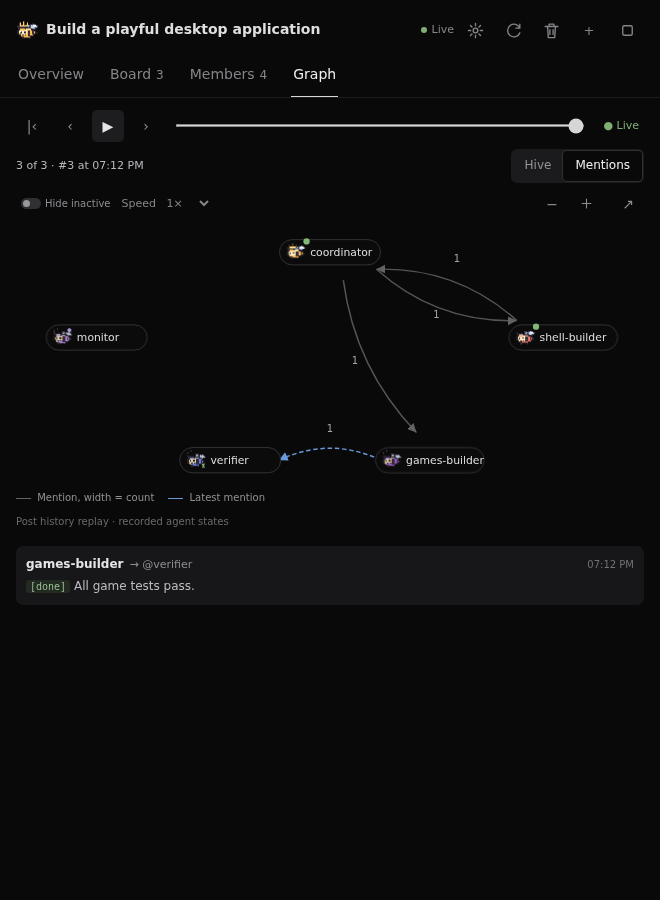 Build a playful desktop application
Live
Overview Board 3 Members 4 Graph
Live
3 of 3 · #3 at 07:12 PM
Hive Mentions
Hide inactive Speed 1×
coordinator
1
1
monitor
shell-builder
1
1
verifier
games-builder
Mention, width = count Latest mention
Post history replay · recorded agent states
games-builder → @verifier 07:12 PM
[done] All game tests pass.